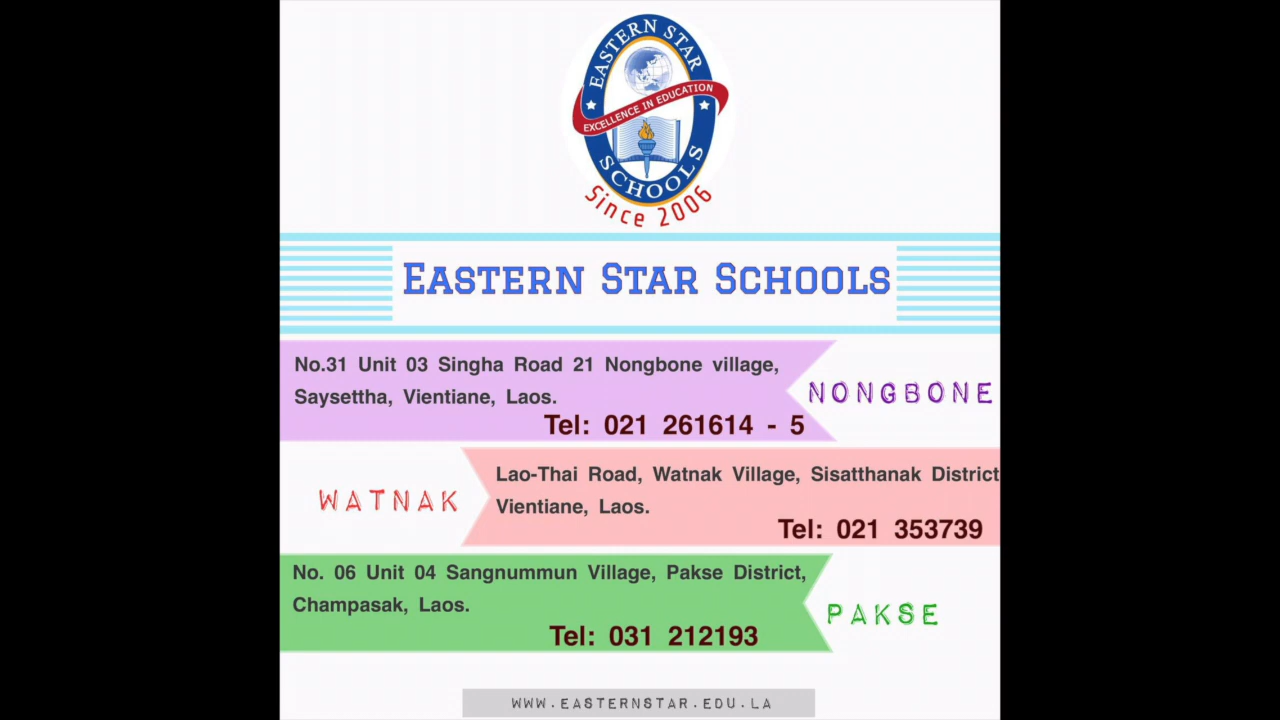 EASTERN STAR
EXCELLENCE IN EDUCATION
SCHOOLS
Since 2006
EASTERN STAR SCHOOLS
No.31 Unit 03 Singha Road 21 Nongbone village,
Saysettha, Vientiane, Laos.
Tel: 021 261614 - 5
NONGBONE
Lao-Thai Road, Watnak Village, Sisatthanak District
Vientiane, Laos.
Tel: 021 353739
WATNAK
No. 06 Unit 04 Sangnummun Village, Pakse District,
Champasak, Laos.
Tel: 031 212193
PAKSE
WWW.EASTERNSTAR.EDU.LA